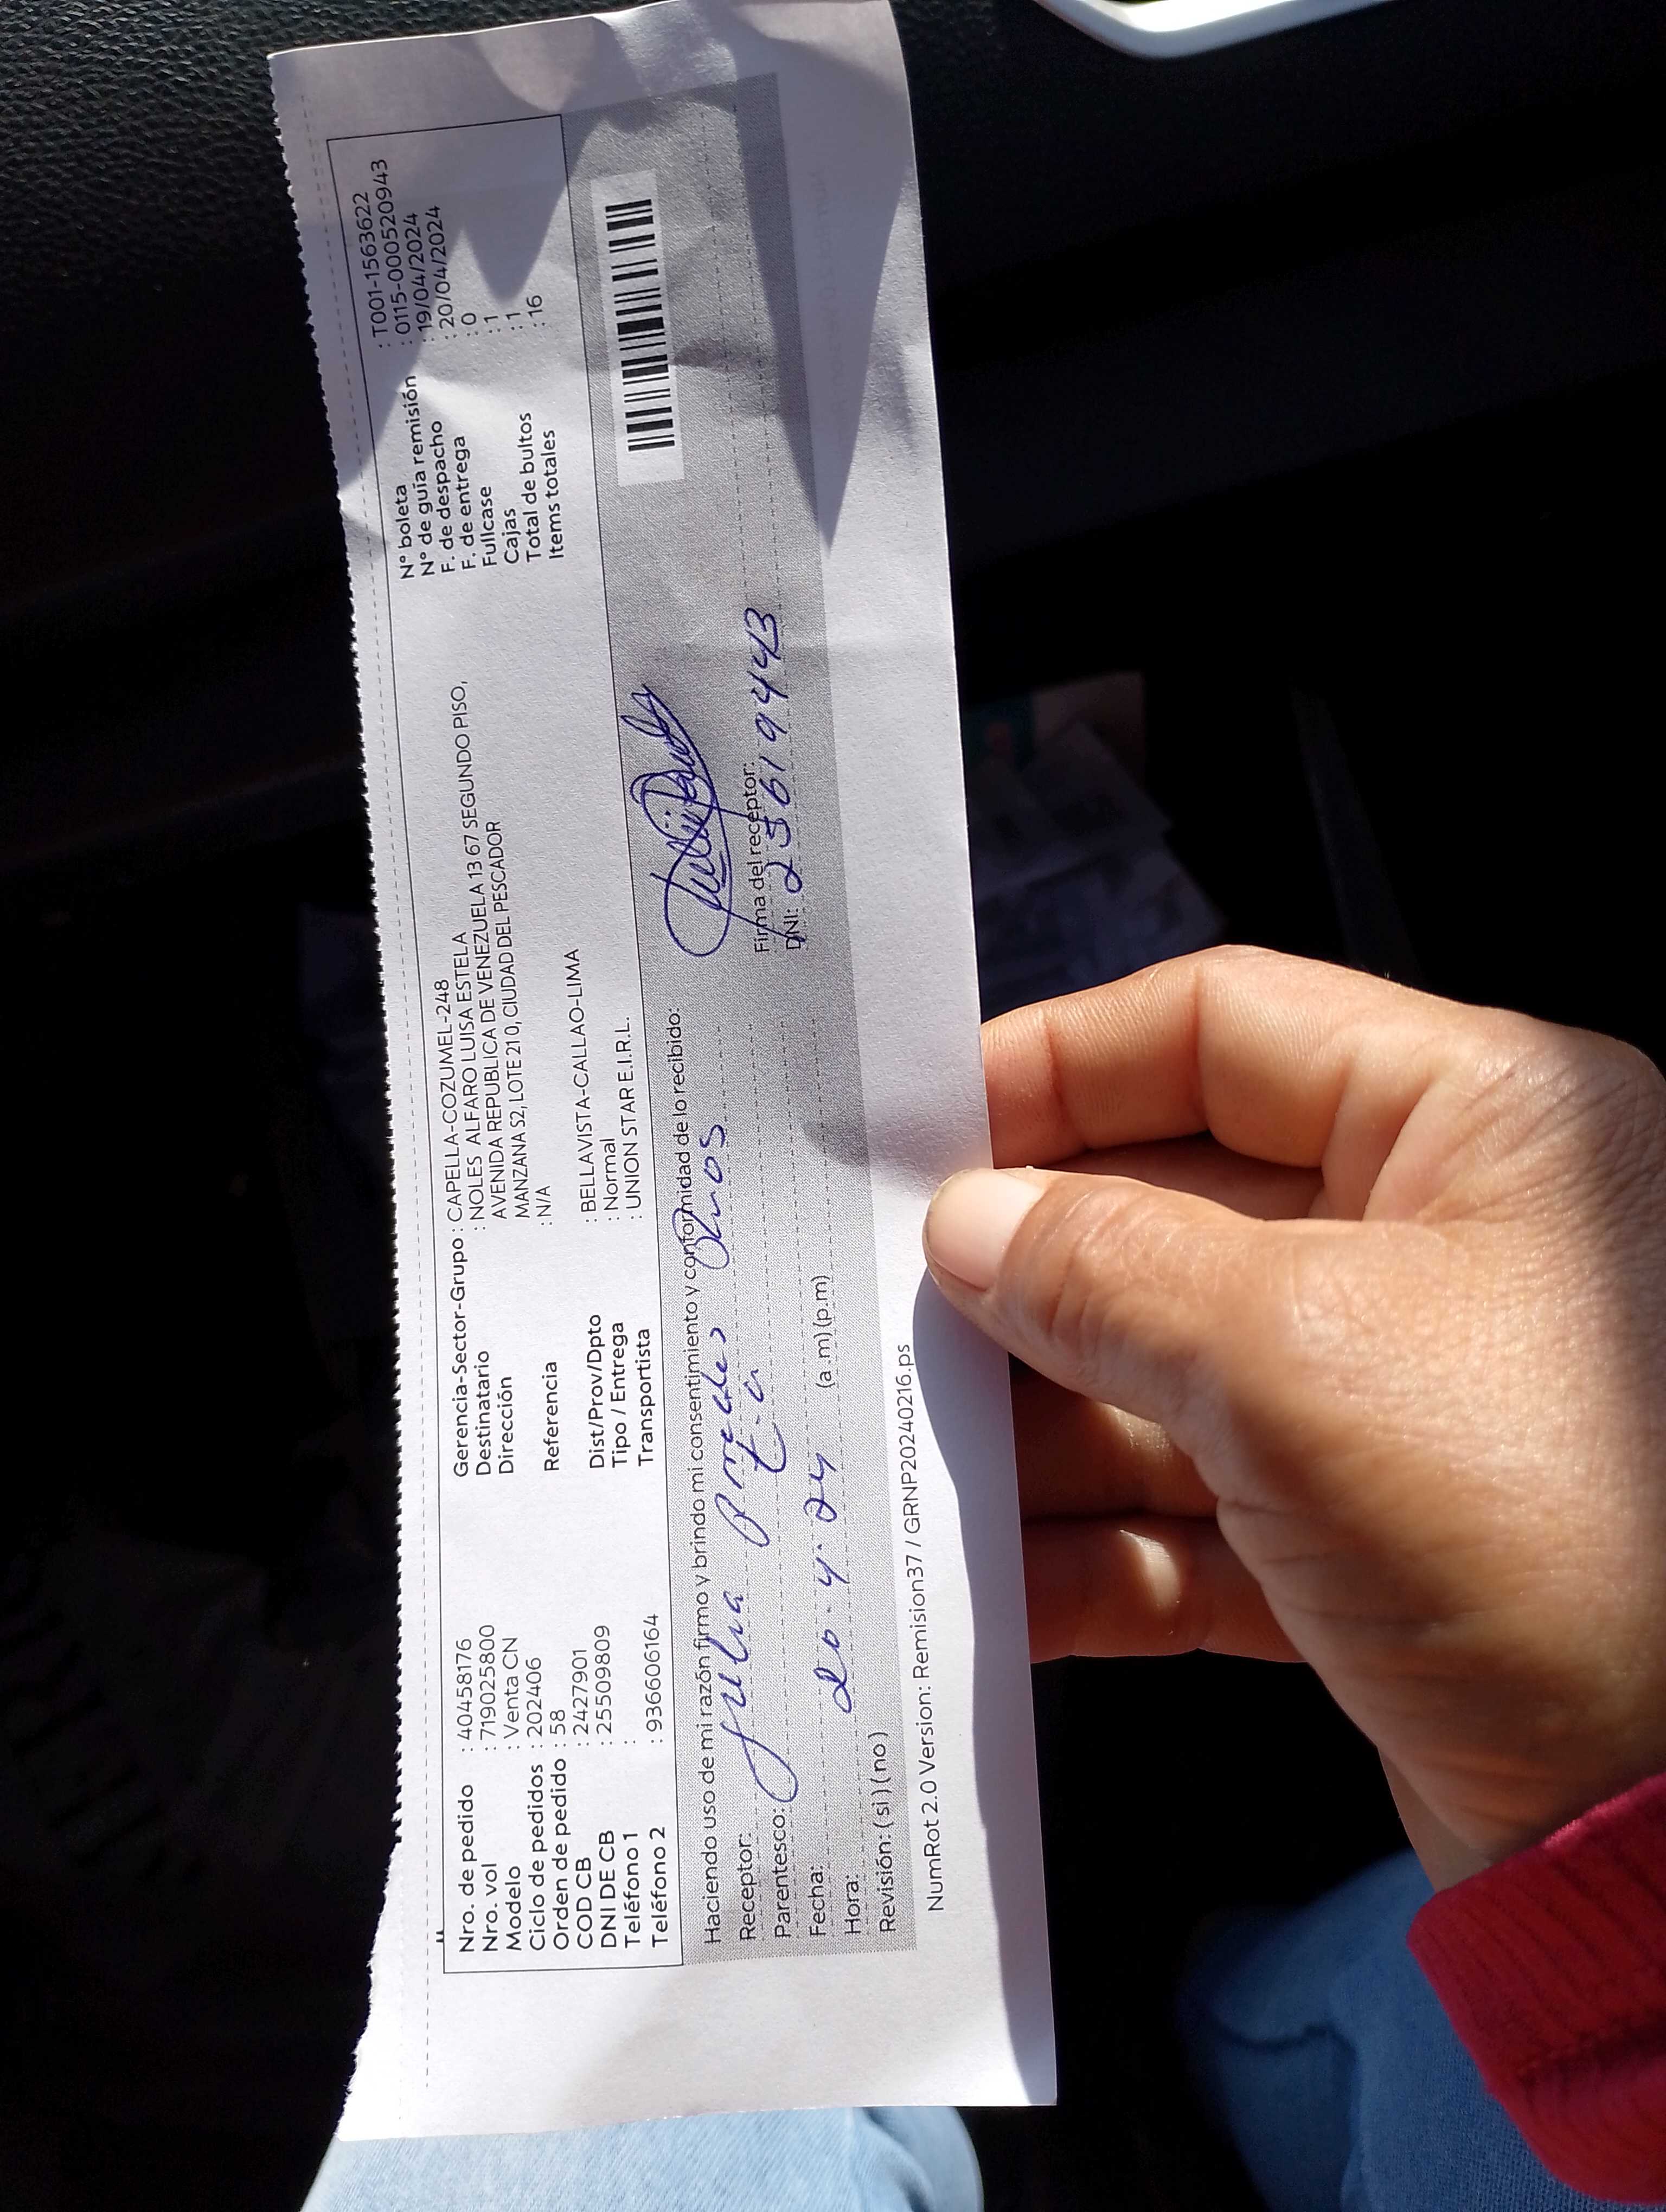 Nro. de pedido : 40458176
Nro. vol : 719025800
Modelo : Venta CN
Ciclo de pedidos : 202406
Orden de pedido : 58
COD CB : 2427901
DNI DE CB : 25509809
Teléfono 1 :
Teléfono 2 : 936606164
Gerencia-Sector-Grupo : CAPELLA-COZUMEL-248
Destinatario : NOLES ALFARO LUISA ESTELA
Dirección : AVENIDA REPUBLICA DE VENEZUELA 13 67 SEGUNDO PISO,
MANZANA S2, LOTE 21 0, CIUDAD DEL PESCADOR
Referencia : N/A
Dist/Prov/Dpto : BELLAVISTA-CALLAO-LIMA
Tipo / Entrega : Normal
Transportista : UNION STAR E.I.R.L.
N° boleta : T001-1563622
N° de guía remisión : 0115-0000520943
F. de despacho : 19/04/2024
F. de entrega : 20/04/2024
Fullcase : 0
Cajas : 1
Total de bultos : 1
Items totales : 16
Haciendo uso de mi razón firmo y brindo mi consentimiento y conformidad de lo recibido:
Receptor: Julia
Parentesco:
Fecha: 20. 4. 24
Hora: (a.m) (p.m)
Revisión: ( si ) ( no )
Firma del receptor:
DNI: 25619443
NumRot 2.0 Version: Remision37 / GRNP20240216.ps